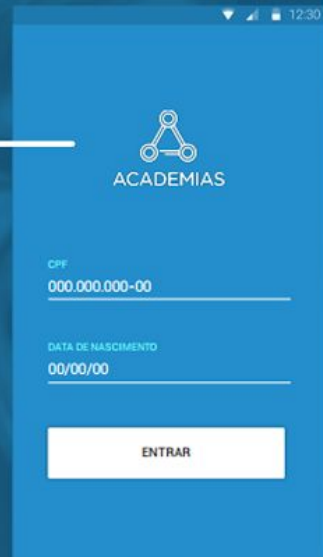 12:30
ACADEMIAS
CPF
000.000.000-00
DATA DE NASCIMENTO
00/00/00
ENTRAR